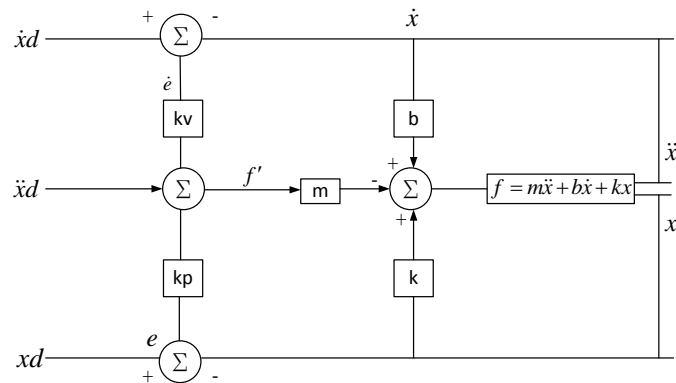 + Σ - ẋ
ẋd
ė
kv b ẍ
+
ẍd Σ f′ m - Σ f = mẍ + bẋ + kx
+
x
kp k
e
xd Σ
+ -